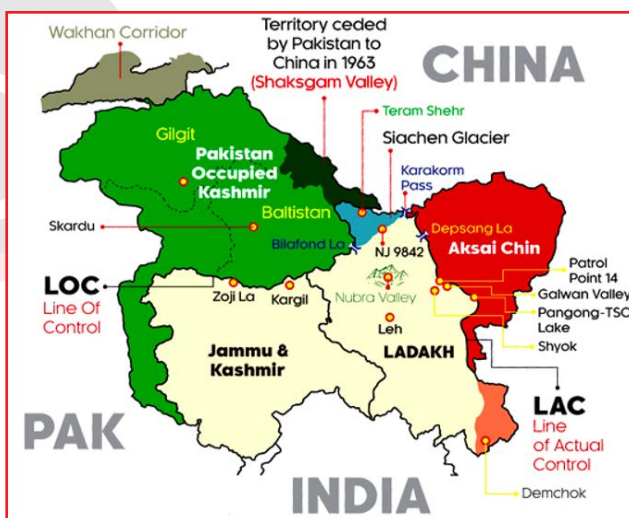 Wakhan Corridor
Territory ceded
by Pakistan to
China in 1963
(Shaksgam Valley)
CHINA
Teram Shehr
Siachen Glacier
Gilgit
Pakistan
Occupied
Kashmir
Karakorm
Pass
Baltistan
Skardu
Bilafond La
NJ 9842
Depsang La
Aksai Chin
Patrol
Point 14
Galwan Valley
Pangong-TSO
Lake
Shyok
LOC
Line Of
Control
Zoji La
Kargil
Nubra Valley
Leh
Jammu &
Kashmir
LADAKH
LAC
Line
of Actual
Control
PAK
INDIA
Demchok